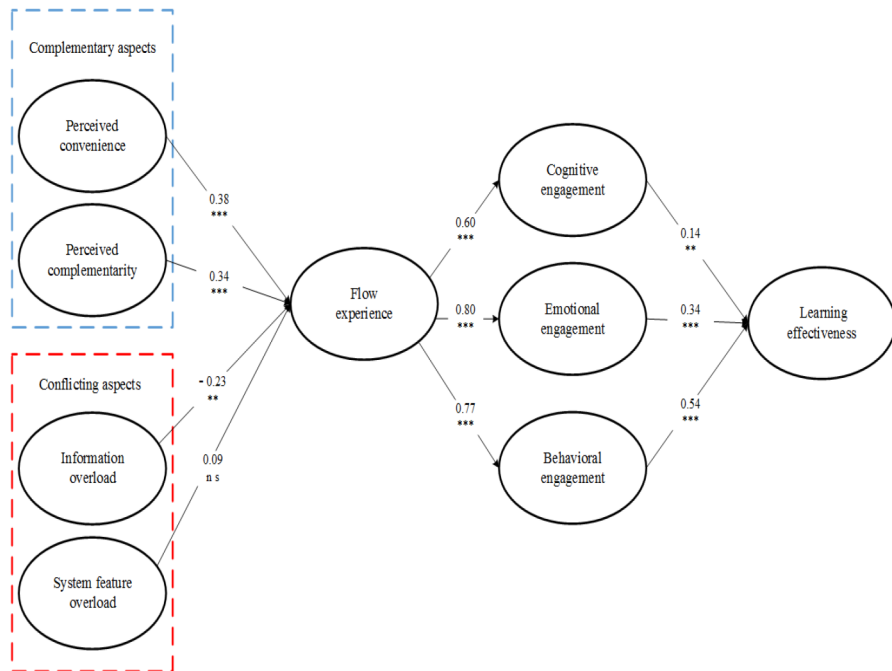 Complementary aspects
Perceived
convenience
Perceived
complementarity
Conflicting aspects
Information
overload
System feature
overload
0.38
***
0.34
***
- 0.23
**
0.09
n s
Flow
experience
0.60
***
0.80
***
0.77
***
Cognitive
engagement
Emotional
engagement
Behavioral
engagement
0.14
**
0.34
***
0.54
***
Learning
effectiveness